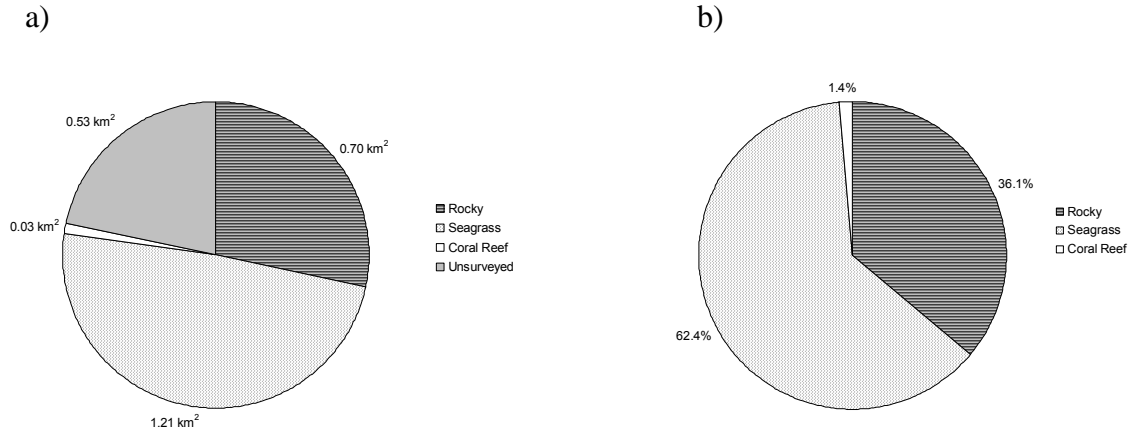 a)
0.53 km²
0.70 km²
0.03 km²
1.21 km²
Rocky
Seagrass
Coral Reef
Unsurveyed
b)
1.4%
36.1%
62.4%
Rocky
Seagrass
Coral Reef